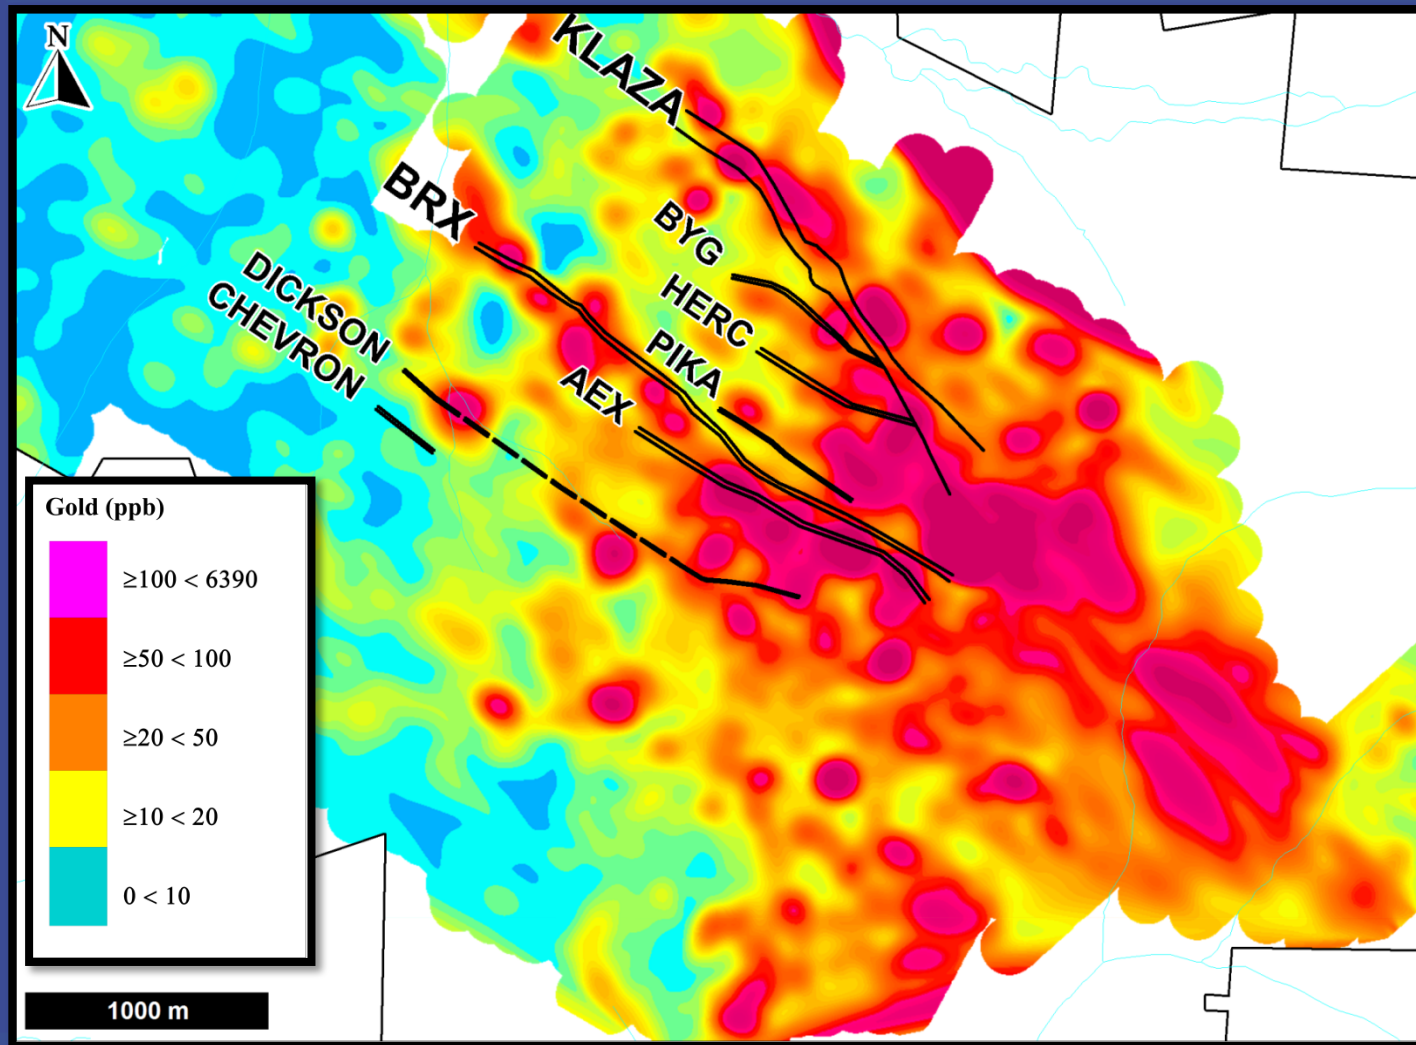 N
KLAZA
BRX
BYG
HERC
DICKSON
CHEVRON
PIKA
AEX
Gold (ppb)
≥100 < 6390
≥50 < 100
≥20 < 50
≥10 < 20
0 < 10
1000 m